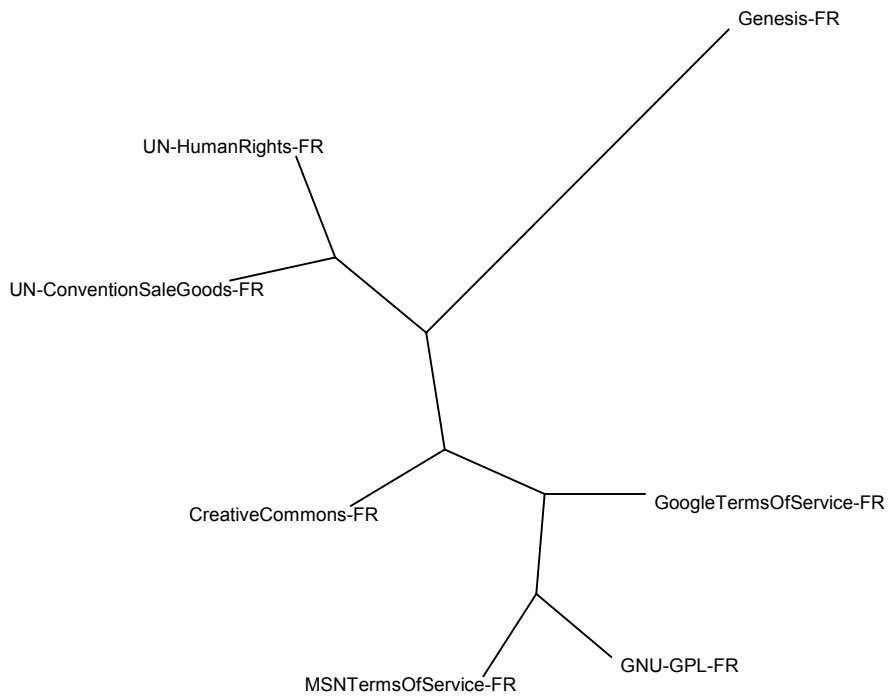 Genesis-FR
UN-HumanRights-FR
UN-ConventionSaleGoods-FR
CreativeCommons-FR
GoogleTermsOfService-FR
GNU-GPL-FR
MSNTermsOfService-FR